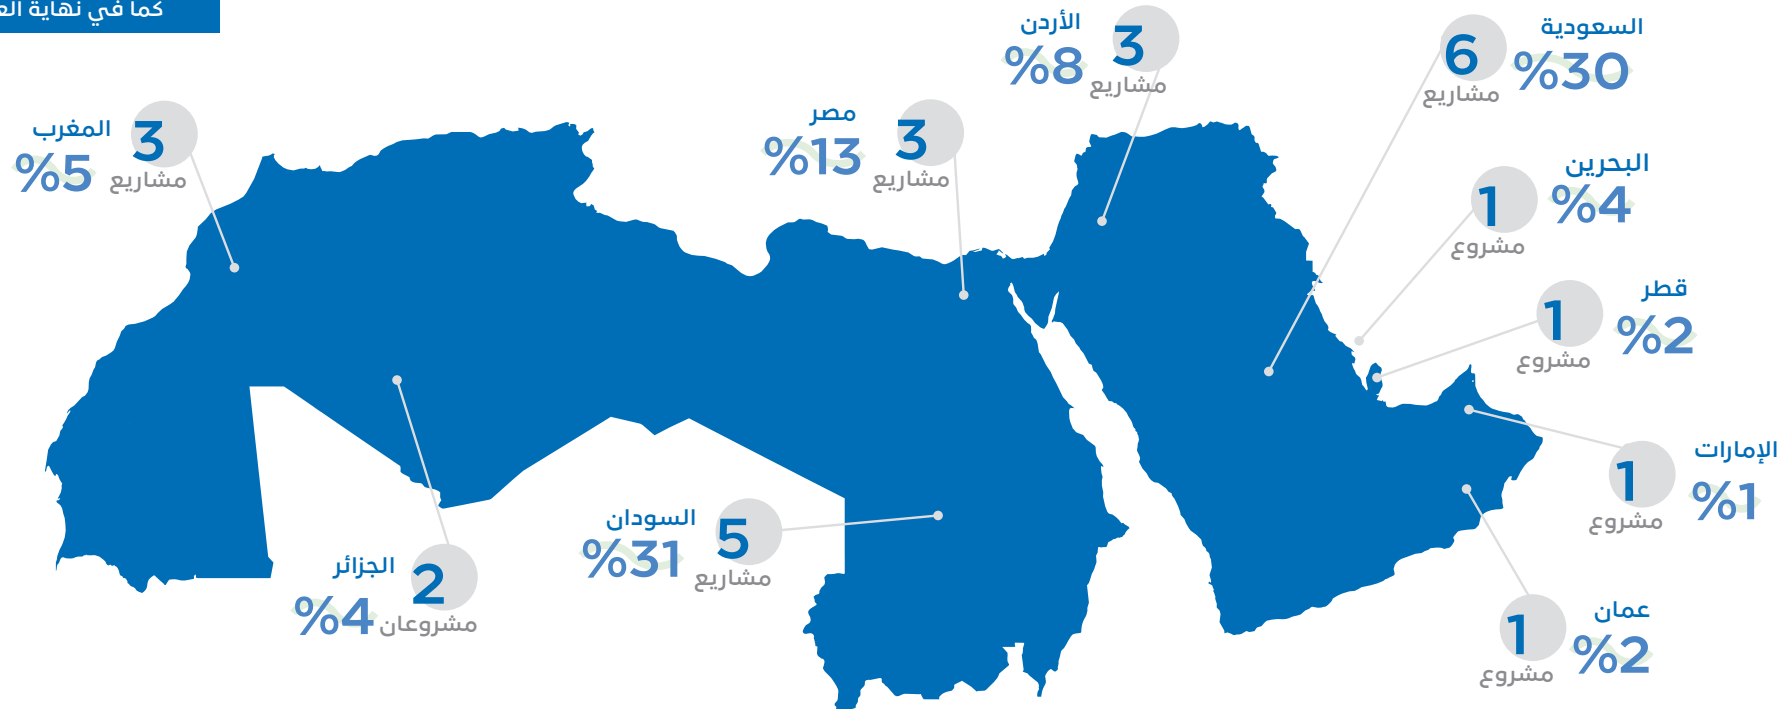 كما في نهاية
السعودية
%30
6
مشاريع
الأردن
%8
3
مشاريع
مصر
%13
3
مشاريع
المغرب
%5
3
مشاريع
البحرين
%4
1
مشروع
قطر
%2
1
مشروع
الإمارات
%1
1
مشروع
عمان
%2
1
مشروع
السودان
%31
5
مشاريع
الجزائر
%4
2
مشروعان